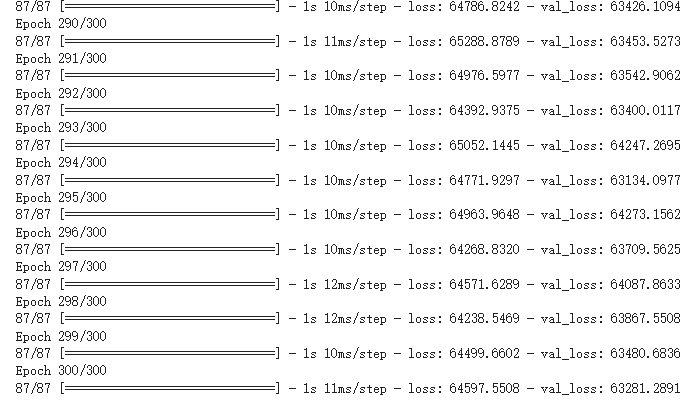 87/87 [==============================] - 1s 10ms/step - loss: 64786.8242 - val_loss: 63426.1094
Epoch 290/300
87/87 [==============================] - 1s 11ms/step - loss: 65288.8789 - val_loss: 63453.5273
Epoch 291/300
87/87 [==============================] - 1s 10ms/step - loss: 64976.5977 - val_loss: 63542.9062
Epoch 292/300
87/87 [==============================] - 1s 10ms/step - loss: 64392.9375 - val_loss: 63400.0117
Epoch 293/300
87/87 [==============================] - 1s 10ms/step - loss: 65052.1445 - val_loss: 64247.2695
Epoch 294/300
87/87 [==============================] - 1s 10ms/step - loss: 64771.9297 - val_loss: 63134.0977
Epoch 295/300
87/87 [==============================] - 1s 10ms/step - loss: 64963.9648 - val_loss: 64273.1562
Epoch 296/300
87/87 [==============================] - 1s 10ms/step - loss: 64268.8320 - val_loss: 63709.5625
Epoch 297/300
87/87 [==============================] - 1s 12ms/step - loss: 64571.6289 - val_loss: 64087.8633
Epoch 298/300
87/87 [==============================] - 1s 12ms/step - loss: 64238.5469 - val_loss: 63867.5508
Epoch 299/300
87/87 [==============================] - 1s 10ms/step - loss: 64499.6602 - val_loss: 63480.6836
Epoch 300/300
87/87 [==============================] - 1s 11ms/step - loss: 64597.5508 - val_loss: 63281.2891